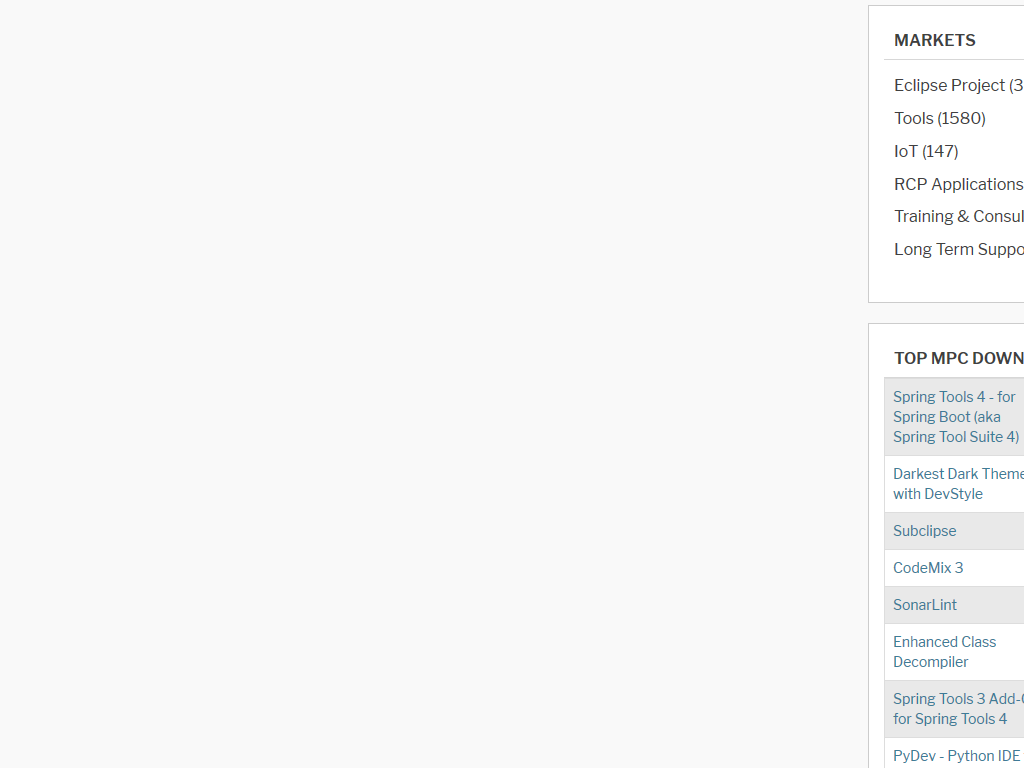 MARKETS
Eclipse Project (3
Tools (1580)
IoT (147)
RCP Applications
Training & Consul
Long Term Suppo
TOP MPC DOWN
Spring Tools 4 - for
Spring Boot (aka
Spring Tool Suite 4)
Darkest Dark Theme
with DevStyle
Subclipse
CodeMix 3
SonarLint
Enhanced Class
Decompiler
Spring Tools 3 Add-
for Spring Tools 4
PyDev - Python IDE